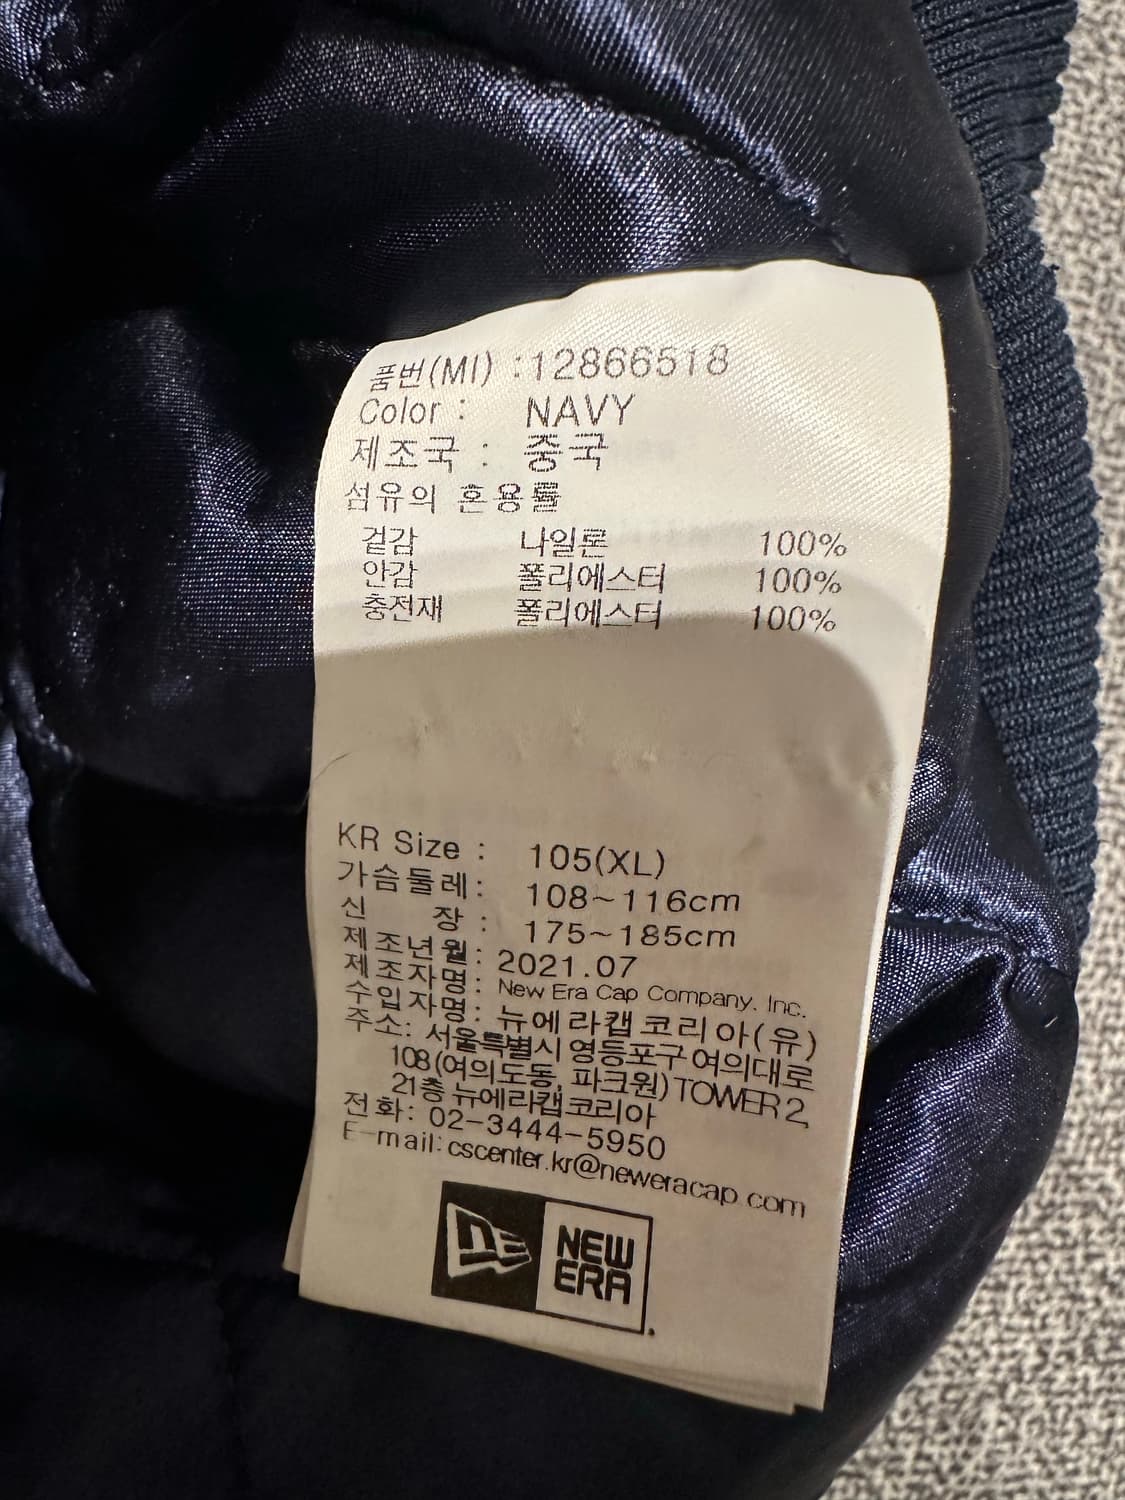 품번(MI) : 12866518
Color : NAVY
제조국 : 중국
섬유의 혼용률
겉감 나일론 100%
안감 폴리에스터 100%
충전재 폴리에스터 100%
KR Size : 105(XL)
가슴둘레 : 108~116cm
신 장 : 175~185cm
제조년월 : 2021.07
제조자명 : New Era Cap Company. Inc.
수입자명 : 뉴에라캡코리아(유)
주소: 서울특별시 영등포구 여의대로
108(여의도동, 파크원) TOWER 2,
21층 뉴에라캡코리아
전화: 02-3444-5950
E-mail: cscenter.kr@neweracap.com
NE NEW
ERA